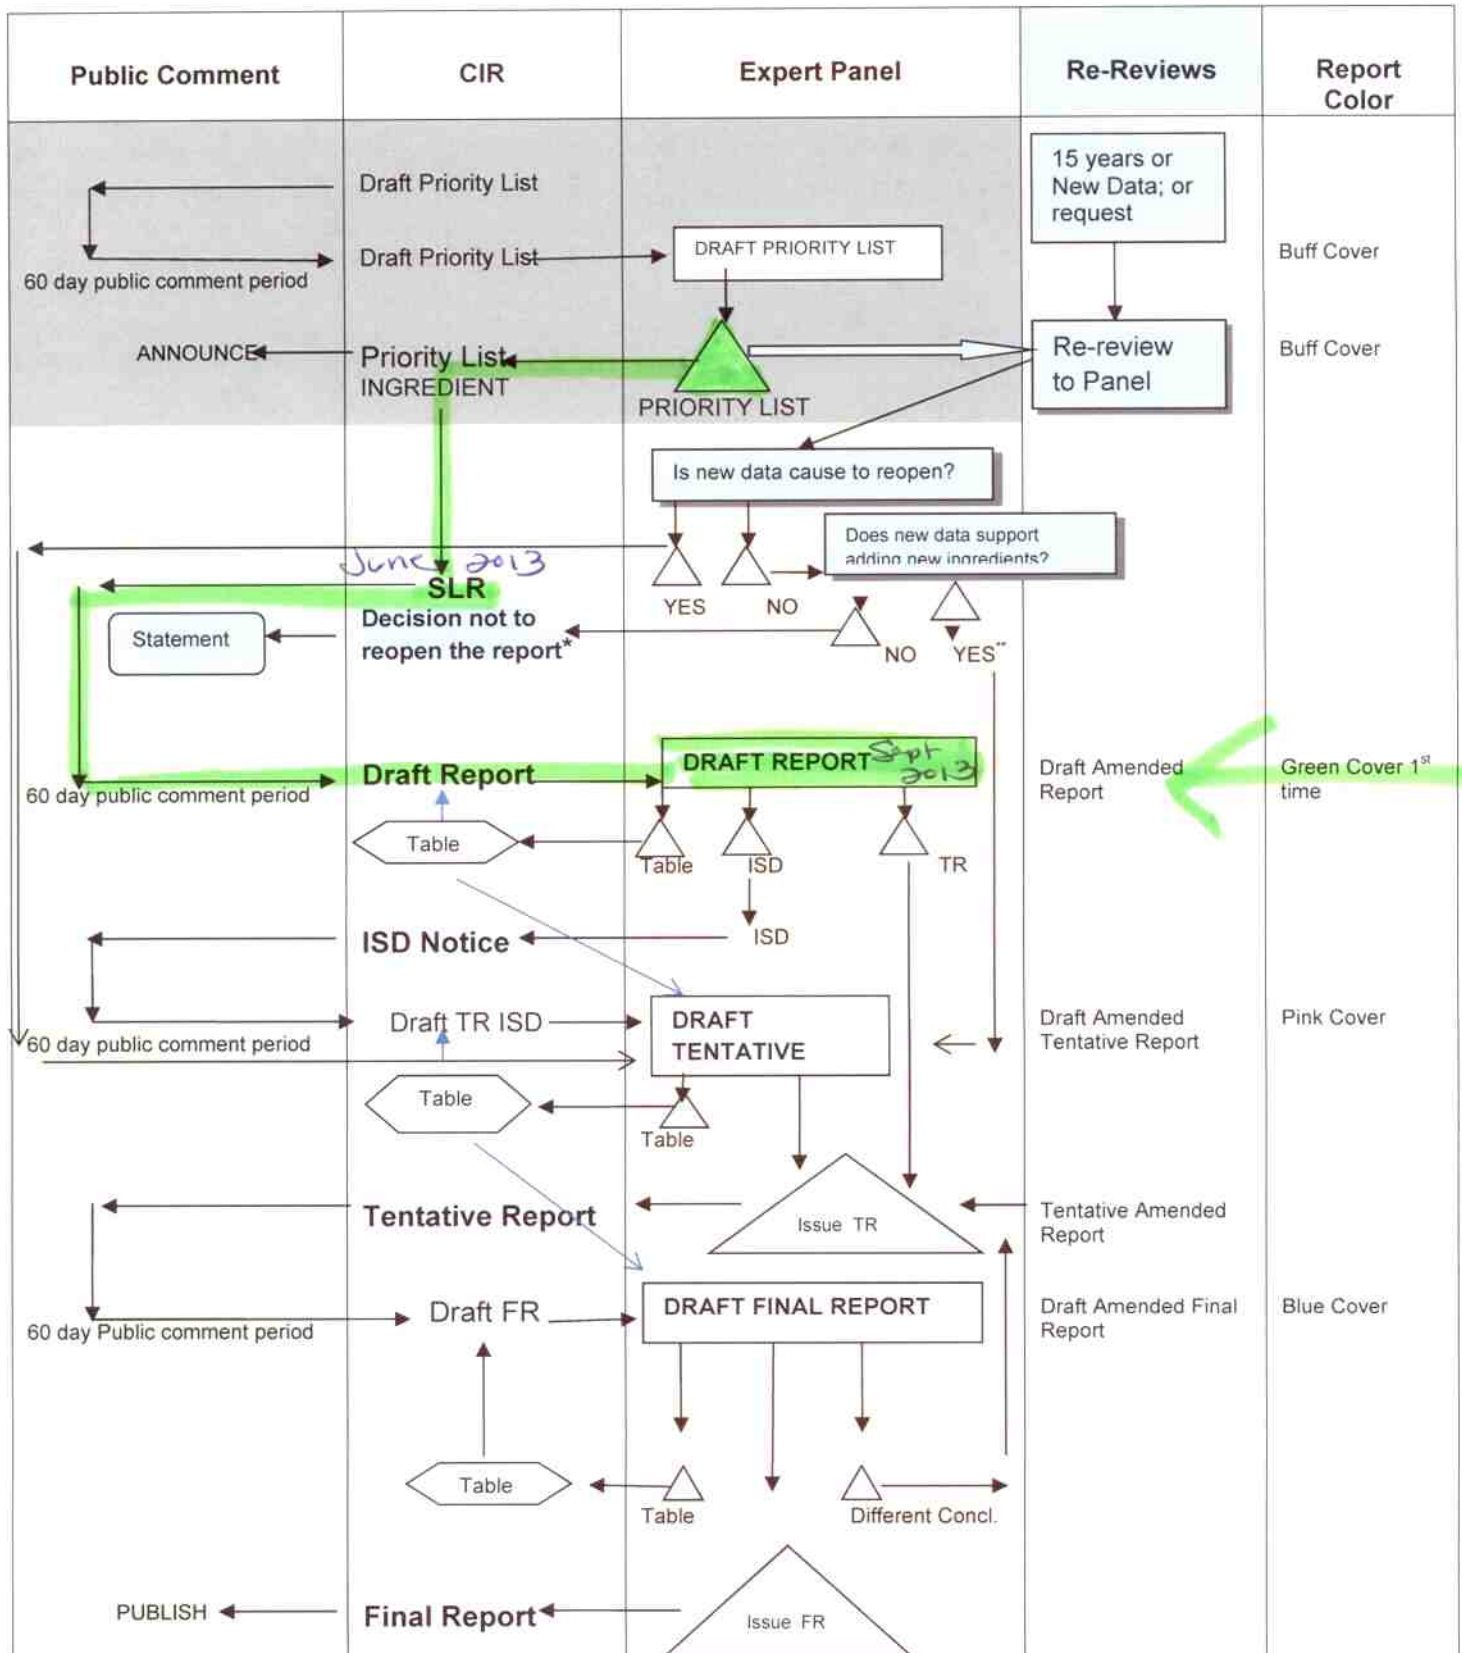 Public Comment
CIR
Expert Panel
Re-Reviews
Report
Color
15 years or
New Data; or
request
Draft Priority List
Draft Priority List
DRAFT PRIORITY LIST
Buff Cover
60 day public comment period
ANNOUNCE
Priority List
INGREDIENT
PRIORITY LIST
Re-review
to Panel
Buff Cover
Is new data cause to reopen?
Does new data support
adding new ingredients?
June 2013
SLR
YES
NO
Decision not to
reopen the report*
Statement
NO
YES**
Draft Report
DRAFT REPORT
Sept
2013
Draft Amended
Report
Green Cover 1st
time
60 day public comment period
Table
Table
ISD
TR
ISD Notice
ISD
Draft TR ISD
DRAFT
TENTATIVE
Draft Amended
Tentative Report
Pink Cover
60 day public comment period
Table
Table
Tentative Report
Issue TR
Tentative Amended
Report
Draft FR
DRAFT FINAL REPORT
Draft Amended Final
Report
Blue Cover
60 day Public comment period
Table
Table
Different Concl.
PUBLISH
Final Report
Issue FR